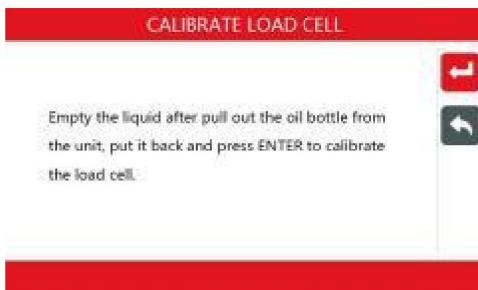 CALIBRATE LOAD CELL
Empty the liquid after pull out the oil bottle from
the unit, put it back and press ENTER to calibrate
the load cell.